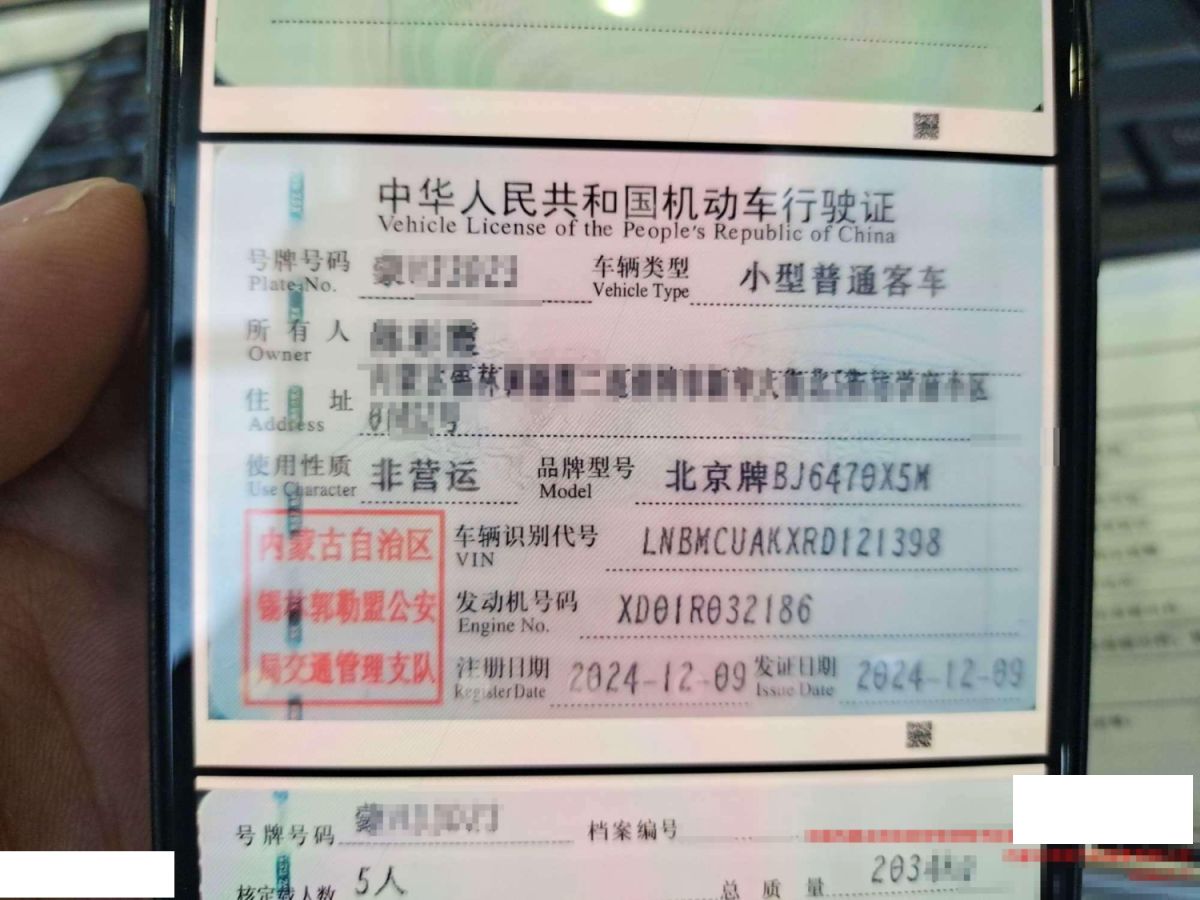 中华人民共和国机动车行驶证
Vehicle License of the People's Republic of China
号牌号码 车辆类型 小型普通客车
Plate No. Vehicle Type
所有人
Owner
住址
Address
使用性质 非营运 品牌型号 北京牌BJ6470X5M
Use Character Model
内蒙古自治区
锡林郭勒盟公安
局交通管理支队
车辆识别代号 LNBMCUAKXRD121398
VIN
发动机号码 XD01R032186
Engine No.
注册日期 2024-12-09 发证日期 2024-12-09
Register Date Issue Date
号牌号码 档案编号
核定载人数 5人 总质量